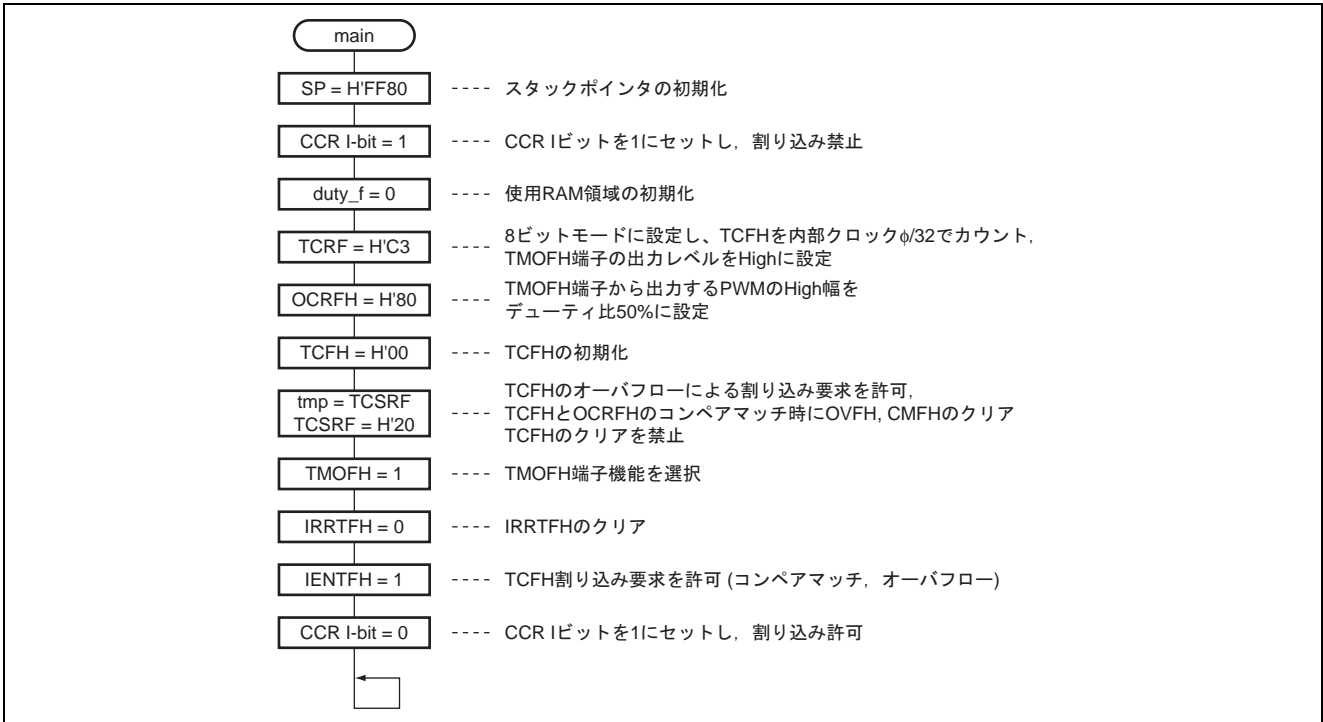 main
SP = H'FF80 ---- スタックポインタの初期化
CCR I-bit = 1 ---- CCR Iビットを1にセットし，割り込み禁止
duty_f = 0 ---- 使用RAM領域の初期化
TCRF = H'C3 ---- 8ビットモードに設定し、TCFHを内部クロックφ/32でカウント，
TMOFH端子の出力レベルをHighに設定
OCRFH = H'80 ---- TMOFH端子から出力するPWMのHigh幅を
デューティ比50%に設定
TCFH = H'00 ---- TCFHの初期化
tmp = TCSRF
TCSRF = H'20 ---- TCFHのオーバフローによる割り込み要求を許可，
TCFHとOCRFHのコンペアマッチ時にOVFH, CMFHのクリア
TCFHのクリアを禁止
TMOFH = 1 ---- TMOFH端子機能を選択
IRRTFH = 0 ---- IRRTFHのクリア
IENTFH = 1 ---- TCFH割り込み要求を許可 (コンペアマッチ，オーバフロー)
CCR I-bit = 0 ---- CCR Iビットを1にセットし，割り込み許可